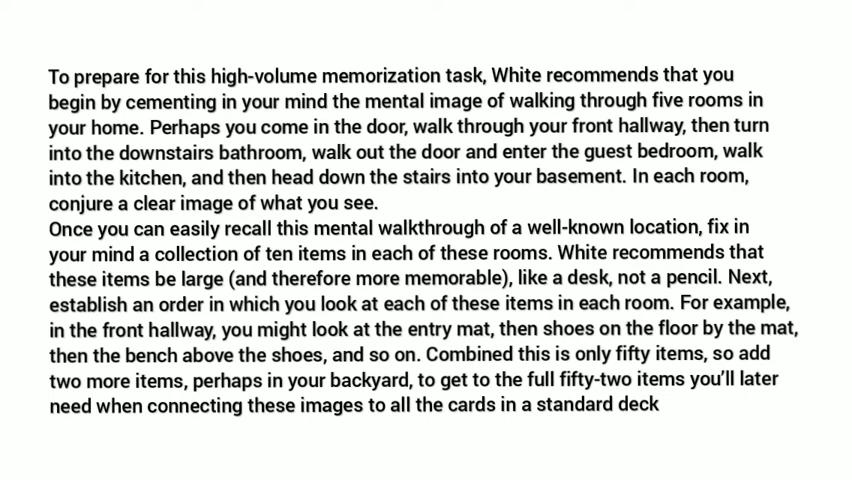 To prepare for this high-volume memorization task, White recommends that you
begin by cementing in your mind the mental image of walking through five rooms in
your home. Perhaps you come in the door, walk through your front hallway, then turn
into the downstairs bathroom, walk out the door and enter the guest bedroom, walk
into the kitchen, and then head down the stairs into your basement. In each room,
conjure a clear image of what you see.
Once you can easily recall this mental walkthrough of a well-known location, fix in
your mind a collection of ten items in each of these rooms. White recommends that
these items be large (and therefore more memorable), like a desk, not a pencil. Next,
establish an order in which you look at each of these items in each room. For example,
in the front hallway, you might look at the entry mat, then shoes on the floor by the mat,
then the bench above the shoes, and so on. Combined this is only fifty items, so add
two more items, perhaps in your backyard, to get to the full fifty-two items you’ll later
need when connecting these images to all the cards in a standard deck